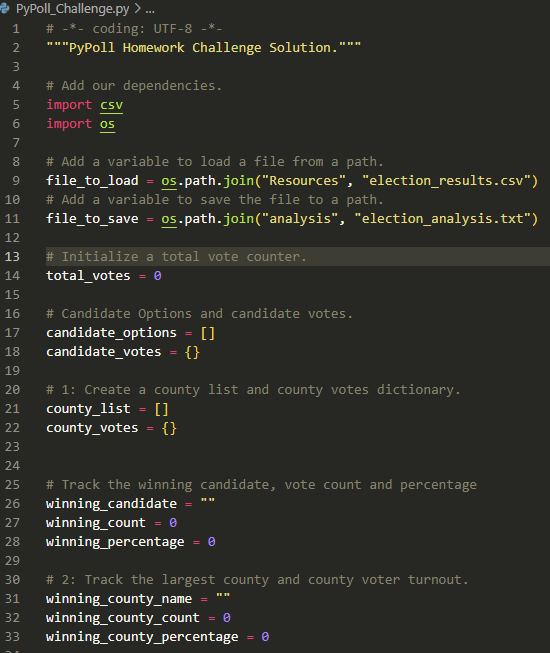 PyPoll_Challenge.py > ...
1 # -*- coding: UTF-8 -*-
2 """PyPoll Homework Challenge Solution."""
3
4 # Add our dependencies.
5 import csv
6 import os
7
8 # Add a variable to load a file from a path.
9 file_to_load = os.path.join("Resources", "election_results.csv")
10 # Add a variable to save the file to a path.
11 file_to_save = os.path.join("analysis", "election_analysis.txt")
12
13 # Initialize a total vote counter.
14 total_votes = 0
15
16 # Candidate Options and candidate votes.
17 candidate_options = []
18 candidate_votes = {}
19
20 # 1: Create a county list and county votes dictionary.
21 county_list = []
22 county_votes = {}
23
24
25 # Track the winning candidate, vote count and percentage
26 winning_candidate = ""
27 winning_count = 0
28 winning_percentage = 0
29
30 # 2: Track the largest county and county voter turnout.
31 winning_county_name = ""
32 winning_county_count = 0
33 winning_county_percentage = 0